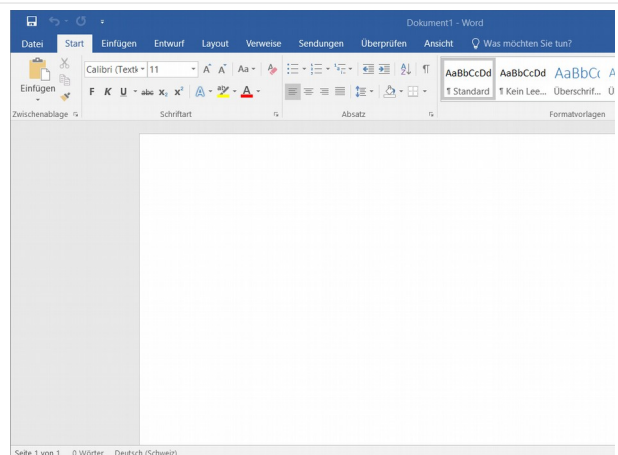 Dokument1 - Word
Datei Start Einfügen Entwurf Layout Verweise Sendungen Überprüfen Ansicht Was möchten Sie tun?
Calibri (Textk 11 A A Aa AaBbCcDd AaBbCcDd AaBbCc A
Einfügen F K U abc x₂ x² A aby A ¶ Standard ¶ Kein Lee... Überschrif... Ü
Zwischenablage Schriftart Absatz Formatvorlagen
Seite 1 von 1 0 Wörter Deutsch (Schweiz)